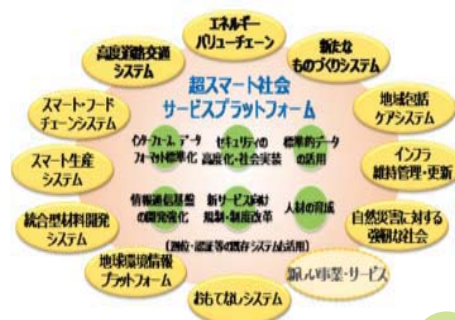 エネルギー
バリューチェーン
高度道路交通
システム
新たな
ものづくりシステム
超スマート社会
サービスプラットフォーム
スマート・フード
チェーンシステム
地域包括
ケアシステム
インターフェース、データ
フォーマット標準化
セキュリティの
高度化・社会実装
標準的データ
の活用
スマート生産
システム
インフラ
維持管理・更新
情報通信基盤
の開発強化
新サービス向け
規制・制度改革
人材の育成
統合型材料開発
システム
自然災害に対する
強靭な社会
(測位・認証等の既存システムも活用)
地球環境情報
プラットフォーム
おもてなしシステム
事業・サービス